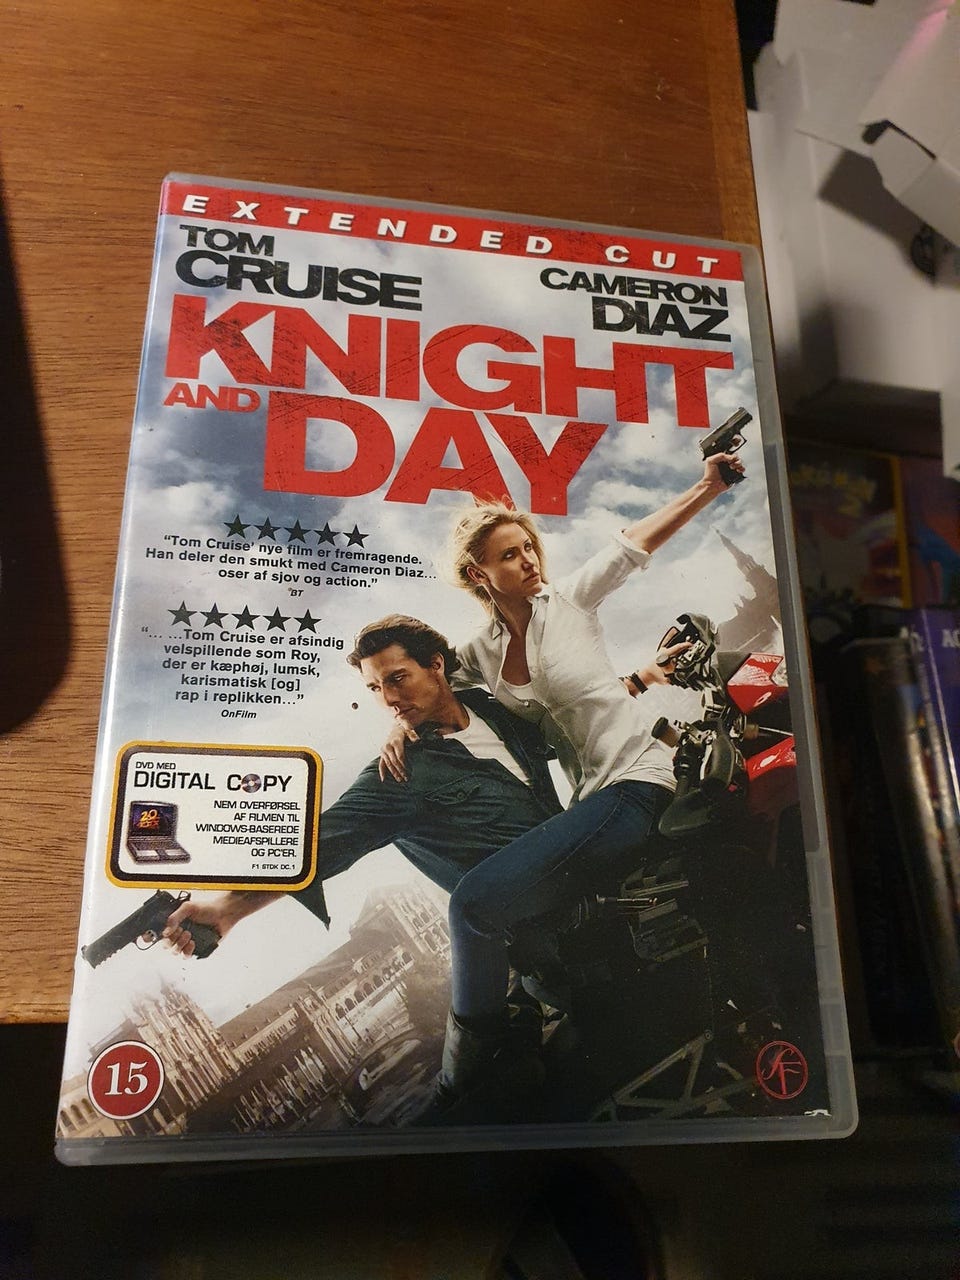 EXTENDED CUT
TOM
CRUISE
CAMERON
DIAZ
KNIGHT
AND DAY
"Tom Cruise' nye film er fremragende.
Han deler den smukt med Cameron Diaz...
oser af sjov og action."
BT
"... ...Tom Cruise er afsindig
velspillende som Roy,
der er kæphøj, lumsk,
karismatisk [og]
rap i replikken..."
OnFilm
DVD MED
DIGITAL COPY
NEM OVERFØRSEL
AF FILMEN TIL
WINDOWS-BASEREDE
MEDIEAFSPILLERE
OG PC'ER.
F1 STDK DC.1
20
15
SF
2